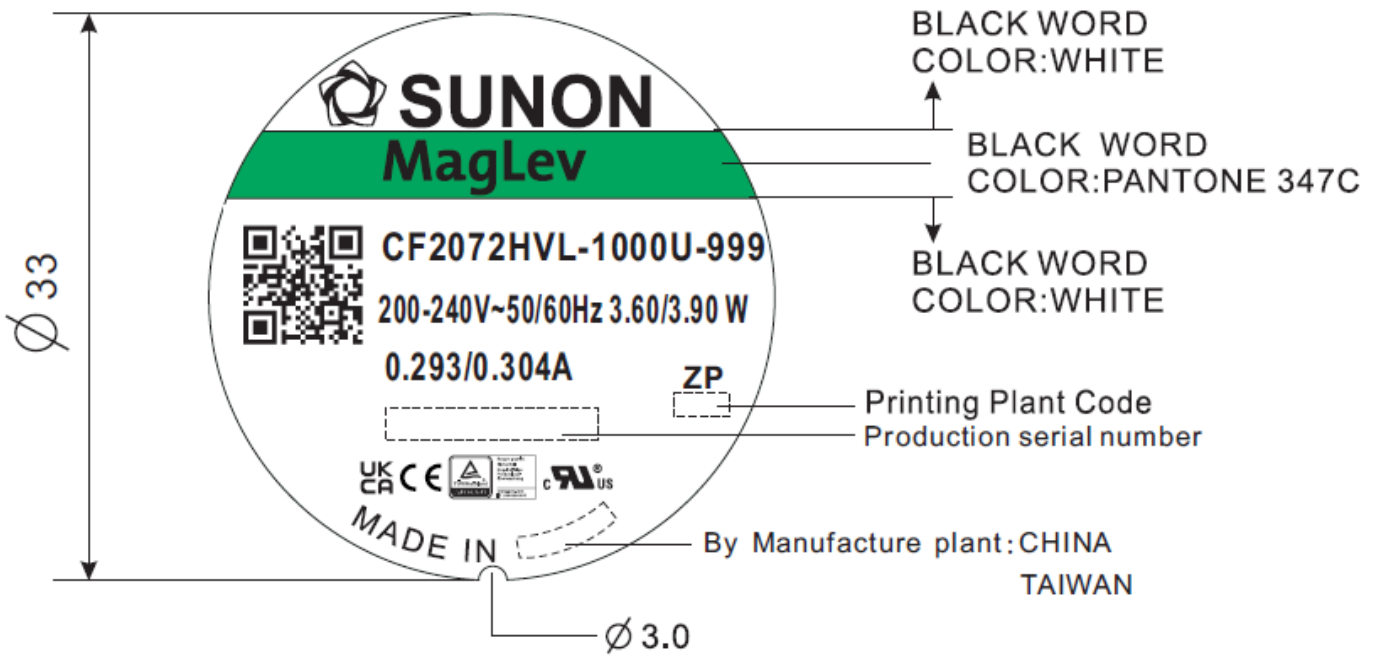 BLACK WORD
COLOR:WHITE
SUNON
MagLev
BLACK WORD
COLOR:PANTONE 347C
CF2072HVL-1000U-999
BLACK WORD
COLOR:WHITE
200-240V~50/60Hz 3.60/3.90 W
0.293/0.304A
ZP
Ø 33
Printing Plant Code
Production serial number
UK
CA CE
c RU ® US
MADE IN
By Manufacture plant: CHINA
TAIWAN
Ø 3.0